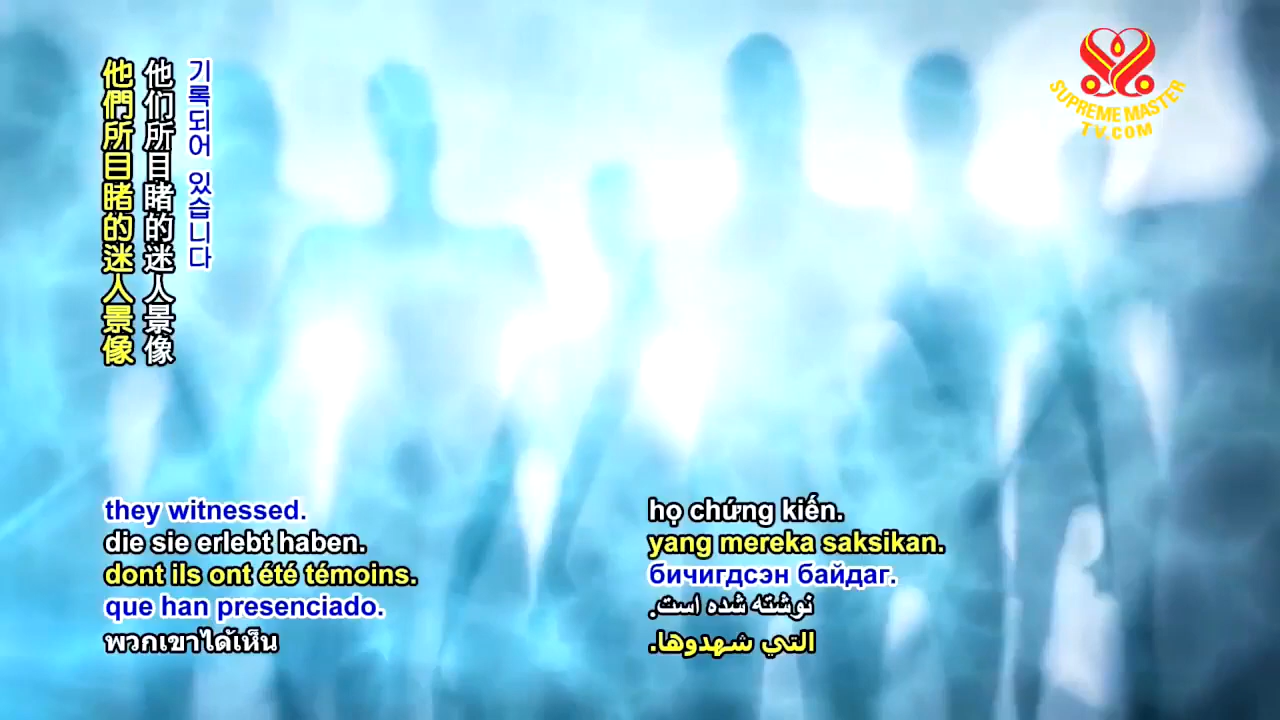 기록되어 있습니다
他们所目睹的迷人景像
他們所目睹的迷人景像
SUPREME MASTER
TV.COM
they witnessed.
die sie erlebt haben.
dont ils ont été témoins.
que han presenciado.
พวกเขาได้เห็น
họ chứng kiến.
yang mereka saksikan.
бичигдсэн байдаг.
نوشته شده است.
التي شهدوها.